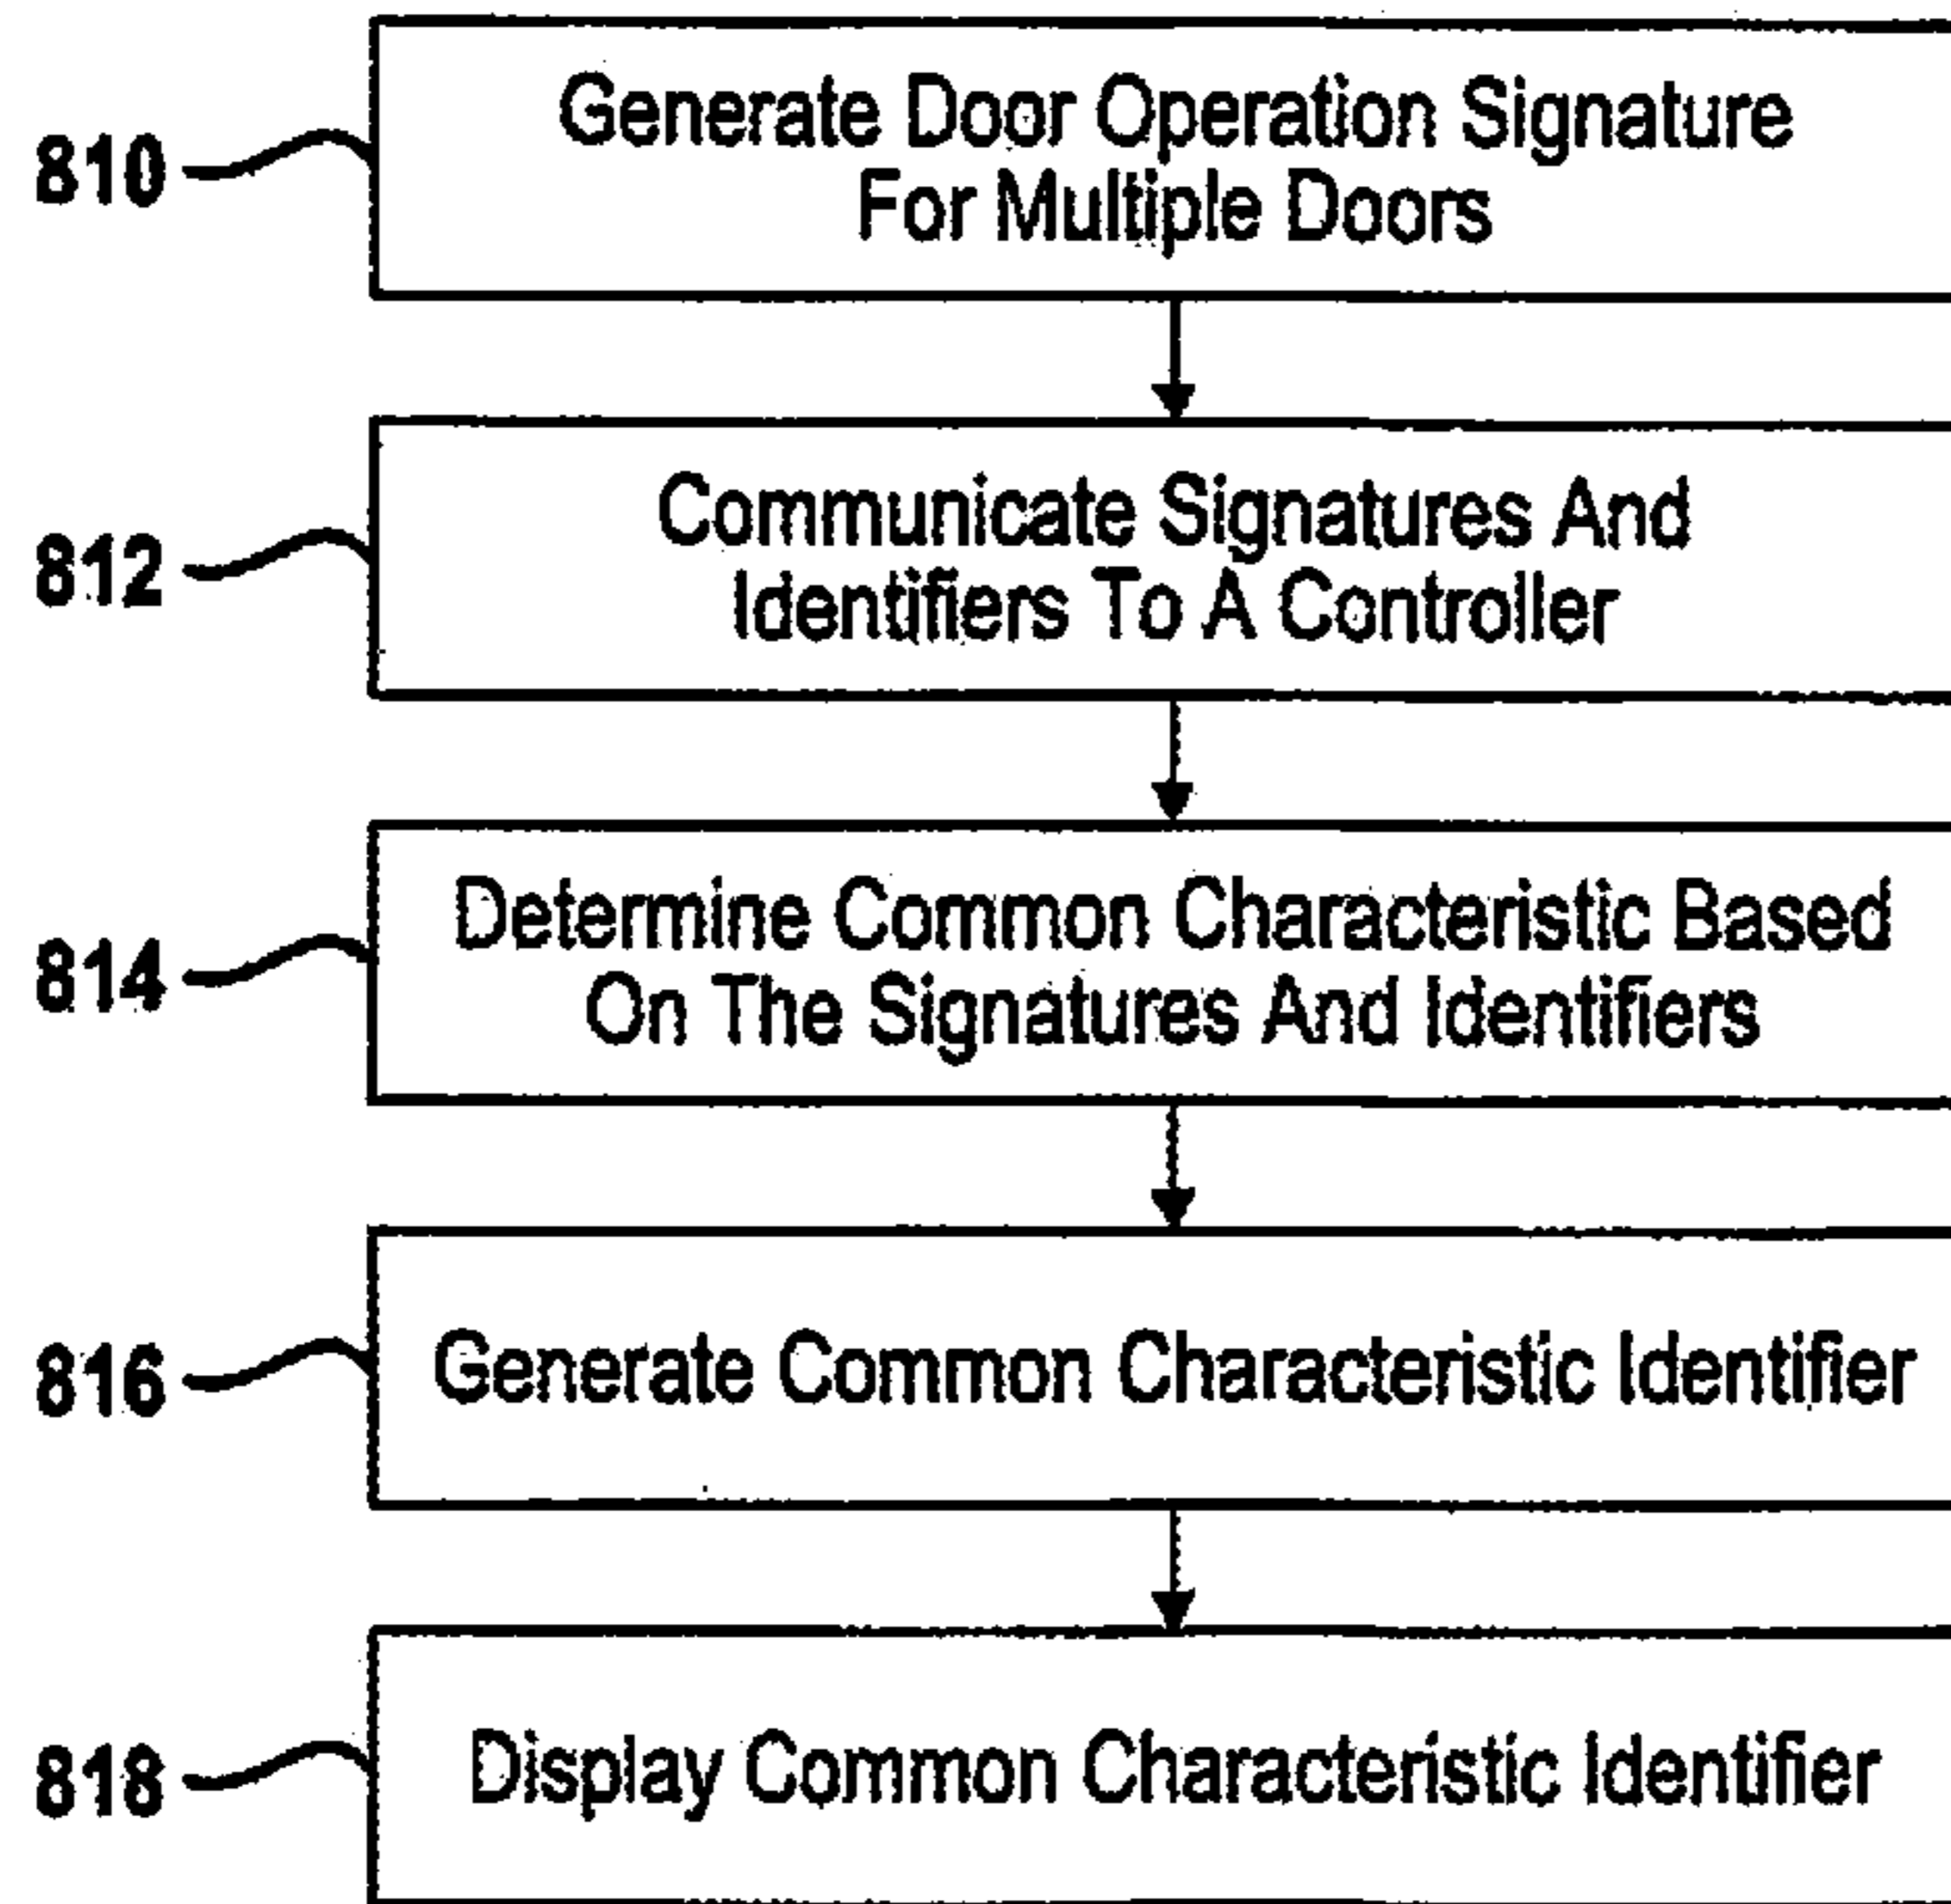 810
Generate Door Operation Signature
For Multiple Doors
812
Communicate Signatures And
Identifiers To A Controller
814
Determine Common Characteristic Based
On The Signatures And Identifiers
816
Generate Common Characteristic Identifier
818
Display Common Characteristic Identifier